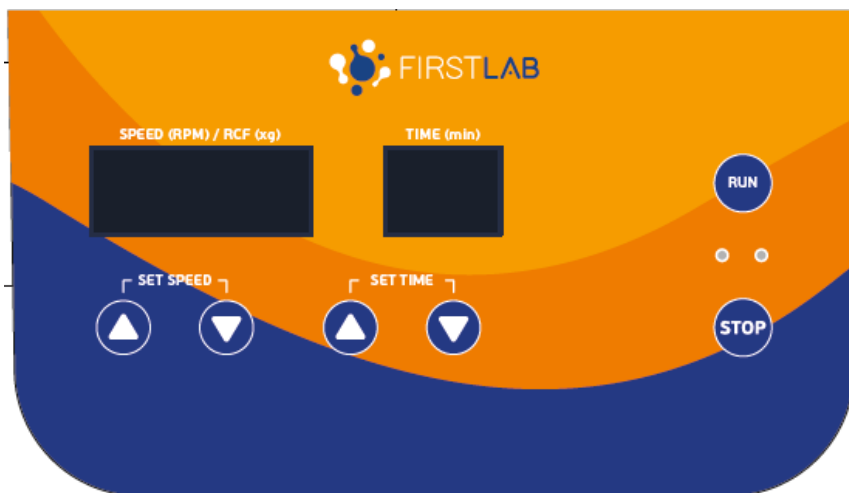 FIRSTLAB
SPEED (RPM) / RCF (xg)
TIME (min)
RUN
SET SPEED
SET TIME
STOP